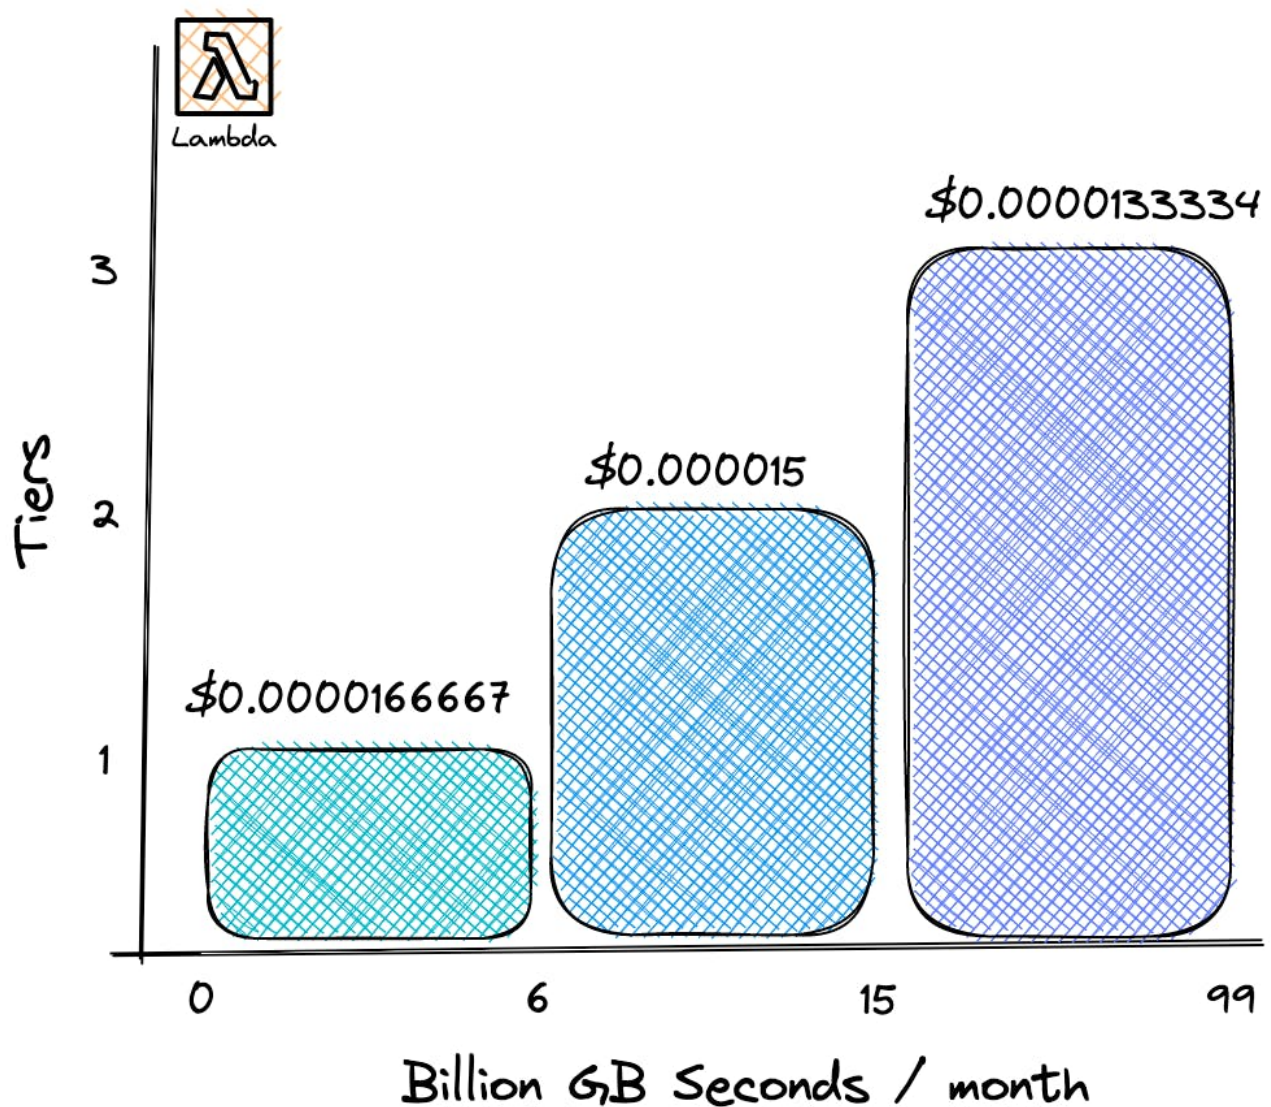 Lambda
$0.0000133334
3
Tiers
2
$0.000015
$0.0000166667
1
0 6 15 99
Billion GB Seconds / month